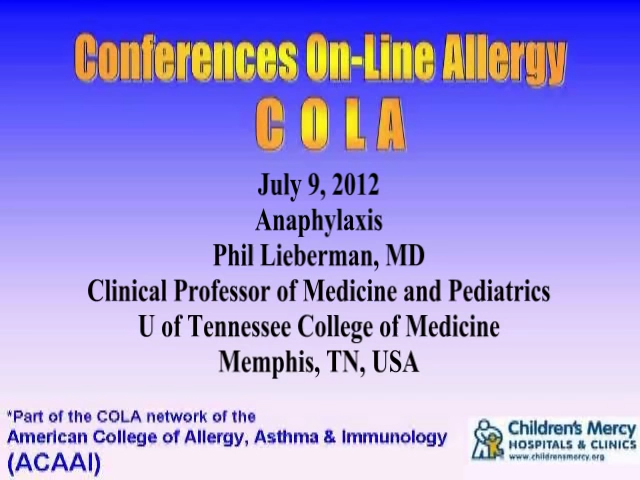 Conferences On-Line Allergy
C O L A
July 9, 2012
Anaphylaxis
Phil Lieberman, MD
Clinical Professor of Medicine and Pediatrics
U of Tennessee College of Medicine
Memphis, TN, USA
*Part of the COLA network of the
American College of Allergy, Asthma & Immunology
(ACAAI)
Children's Mercy
HOSPITALS & CLINICS
www.childrensmercy.org